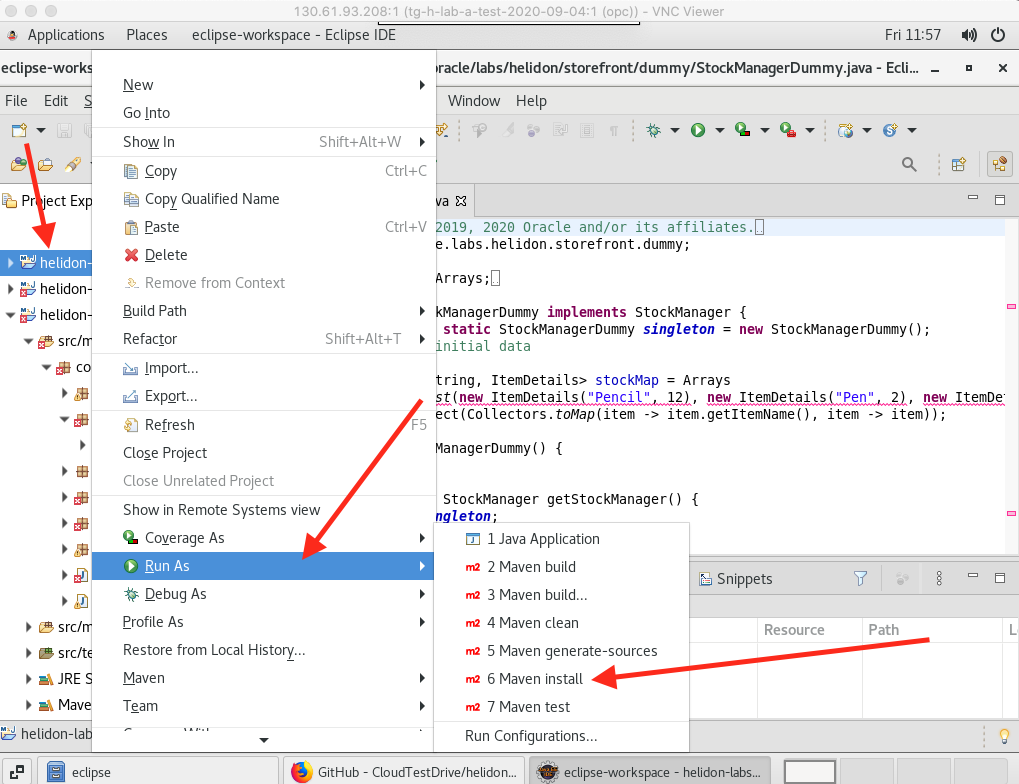 130.61.93.208:1 (tg-h-lab-a-test-2020-09-04:1 (opc)) - VNC Viewer
Applications Places eclipse-workspace - Eclipse IDE Fri 11:57
eclipse-works oracle/labs/helidon/storefront/dummy/StockManagerDummy.java - Ecli...
File Edit S Window Help
Project Exp
va
helidon-
helidon-
helidon-
src/m
co
src/m
src/te
JRE S
Mave
helidon-lab
New
Go Into
Show In Shift+Alt+W
Copy Ctrl+C
Copy Qualified Name
Paste Ctrl+V
Delete
Remove from Context
Build Path
Refactor Shift+Alt+T
Import...
Export...
Refresh F5
Close Project
Close Unrelated Project
Show in Remote Systems view
Coverage As
Run As
Debug As
Profile As
Restore from Local History...
Maven
Team
2019, 2020 Oracle and/or its affiliates.
e.labs.helidon.storefront.dummy;
Arrays;
kManagerDummy implements StockManager {
static StockManagerDummy singleton = new StockManagerDummy();
initial data
tring, ItemDetails> stockMap = Arrays
st(new ItemDetails("Pencil", 12), new ItemDetails("Pen", 2), new ItemDet
ect(Collectors.toMap(item -> item.getItemName(), item -> item));
ManagerDummy() {
StockManager getStockManager() {
ngleton;
1 Java Application
m2 2 Maven build
m2 3 Maven build...
m2 4 Maven clean
m2 5 Maven generate-sources
m2 6 Maven install
m2 7 Maven test
Run Configurations...
Snippets
Resource Path L
eclipse GitHub - CloudTestDrive/helidon... eclipse-workspace - helidon-labs...